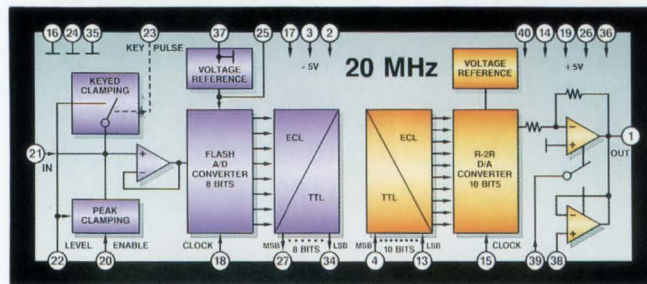 16 24 35 23 37 25 17 3 2 40 14 19 26 36
KEY PULSE
- 5V
20 MHz
+ 5V
KEYED
CLAMPING
VOLTAGE
REFERENCE
VOLTAGE
REFERENCE
21
IN
+
-
FLASH
A/D
CONVERTER
8 BITS
ECL
TTL
ECL
TTL
R-2R
D/A
CONVERTER
10 BITS
-
+
1
OUT
-
+
PEAK
CLAMPING
LEVEL
ENABLE
CLOCK
MSB
8 BITS
LSB
MSB
10 BITS
LSB
CLOCK
22 20 18 27 34 4 13 15 39 38